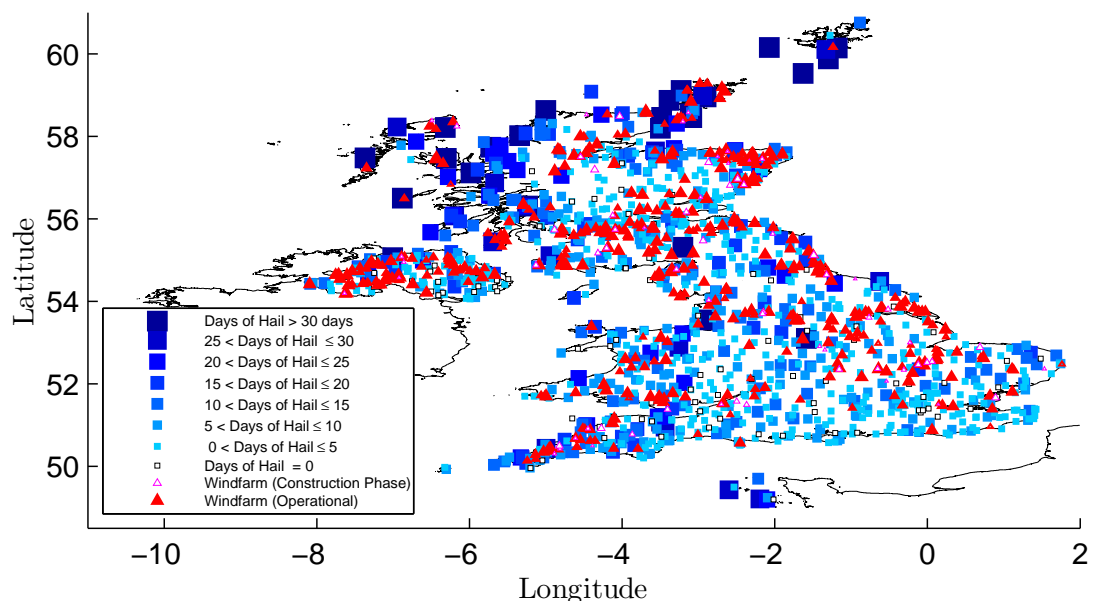 60
58
56
54
52
50
Latitude
Days of Hail > 30 days
25 < Days of Hail ≤ 30
20 < Days of Hail ≤ 25
15 < Days of Hail ≤ 20
10 < Days of Hail ≤ 15
5 < Days of Hail ≤ 10
0 < Days of Hail ≤ 5
Days of Hail = 0
Windfarm (Construction Phase)
Windfarm (Operational)
−10 −8 −6 −4 −2 0 2
Longitude